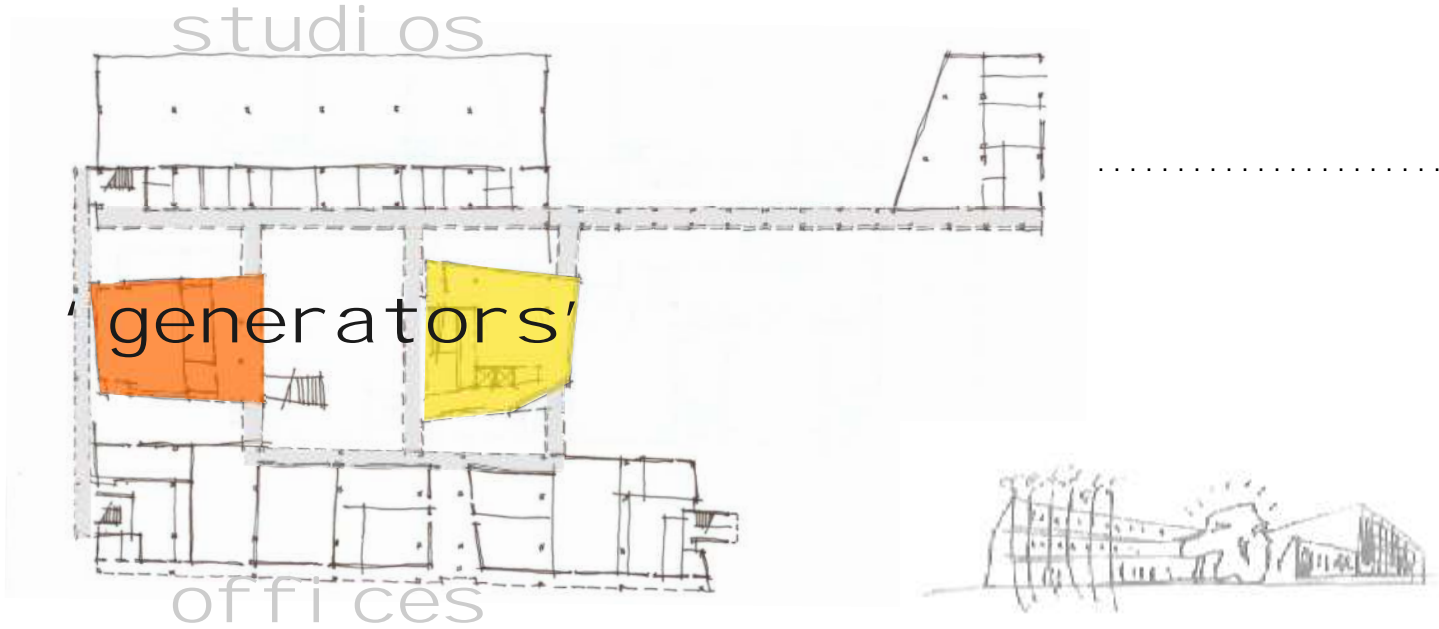 studios
'generators'
......................
offices